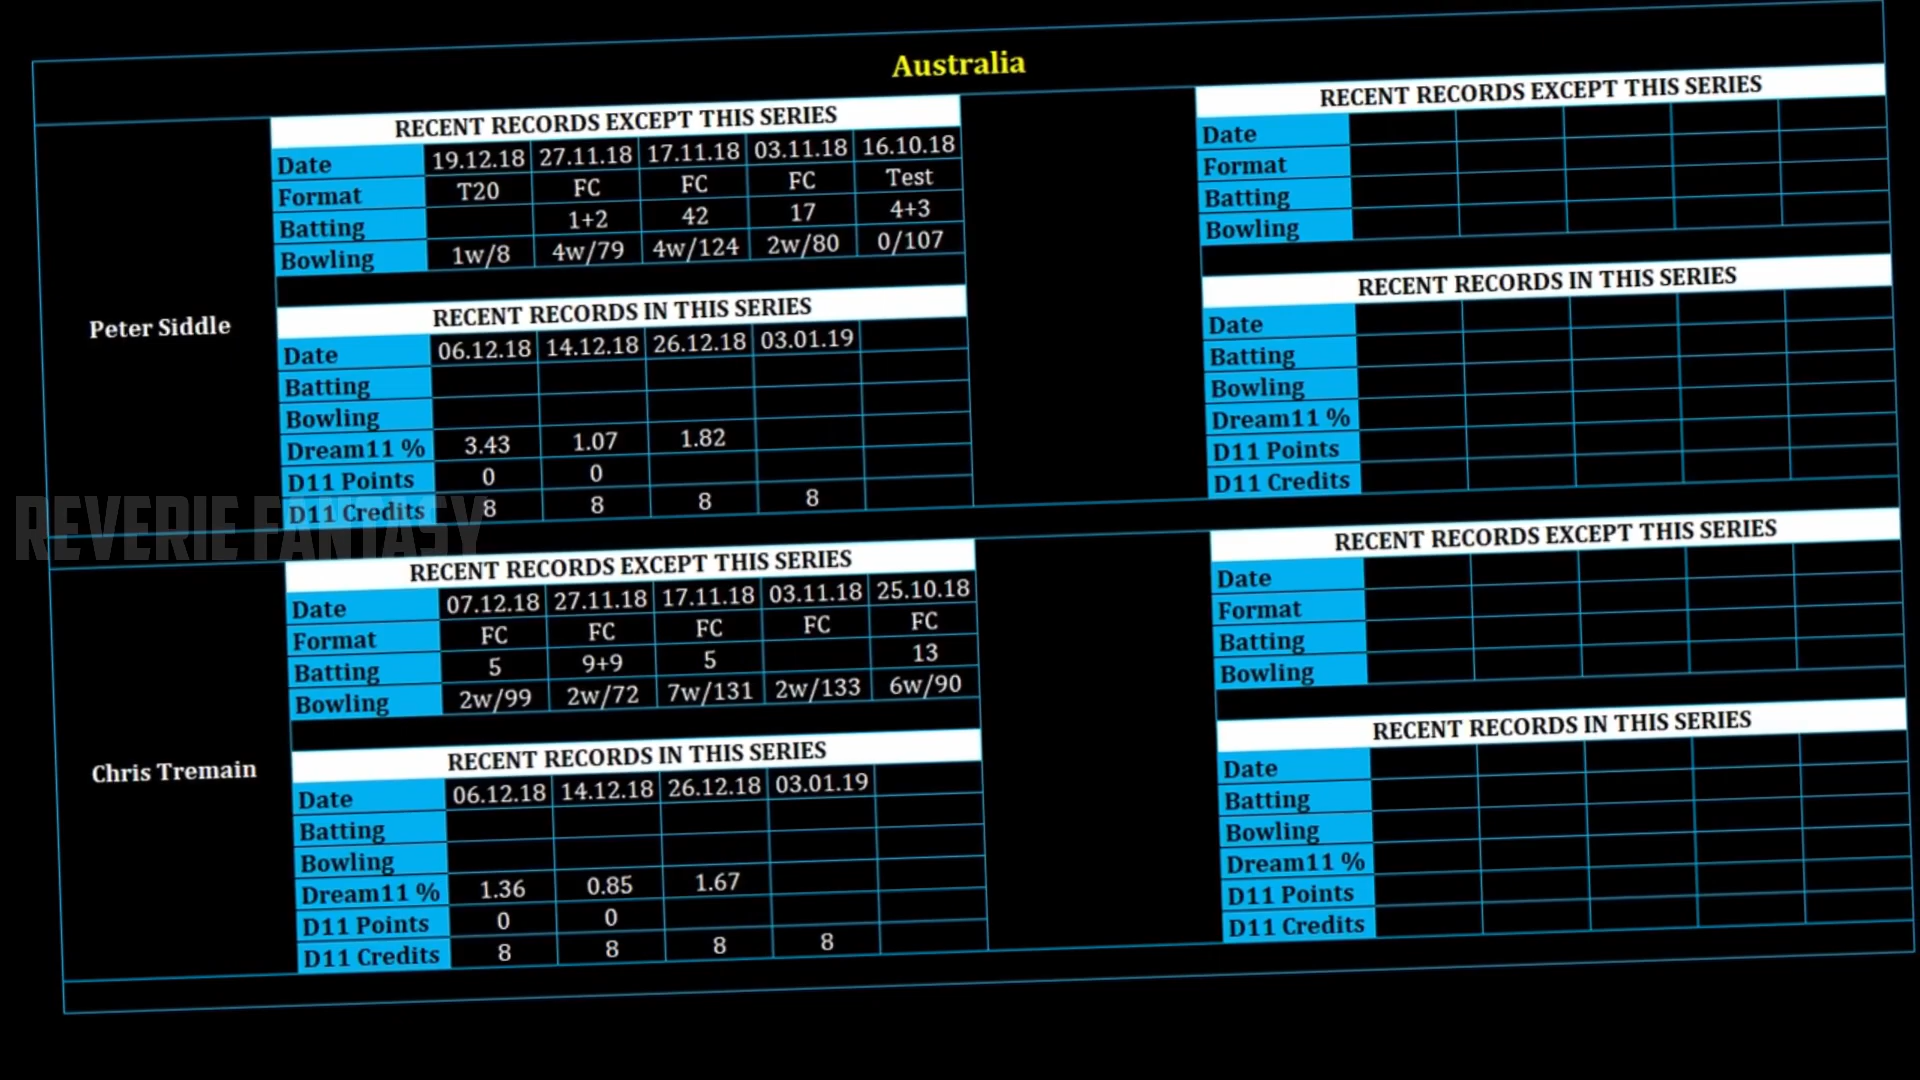 Australia
Peter Siddle
RECENT RECORDS EXCEPT THIS SERIES
Date 19.12.18 27.11.18 17.11.18 03.11.18 16.10.18
Format T20 FC FC FC Test
Batting 1+2 42 17 4+3
Bowling 1w/8 4w/79 4w/124 2w/80 0/107
RECENT RECORDS IN THIS SERIES
Date 06.12.18 14.12.18 26.12.18 03.01.19
Batting
Bowling
Dream11 % 3.43 1.07 1.82
D11 Points 0 0
D11 Credits 8 8 8 8
RECENT RECORDS EXCEPT THIS SERIES
Date
Format
Batting
Bowling
RECENT RECORDS IN THIS SERIES
Date
Batting
Bowling
Dream11 %
D11 Points
D11 Credits
REVERIE FANTASY
Chris Tremain
RECENT RECORDS EXCEPT THIS SERIES
Date 07.12.18 27.11.18 17.11.18 03.11.18 25.10.18
Format FC FC FC FC FC
Batting 5 9+9 5 13
Bowling 2w/99 2w/72 7w/131 2w/133 6w/90
RECENT RECORDS IN THIS SERIES
Date 06.12.18 14.12.18 26.12.18 03.01.19
Batting
Bowling
Dream11 % 1.36 0.85 1.67
D11 Points 0 0
D11 Credits 8 8 8 8
RECENT RECORDS EXCEPT THIS SERIES
Date
Format
Batting
Bowling
RECENT RECORDS IN THIS SERIES
Date
Batting
Bowling
Dream11 %
D11 Points
D11 Credits